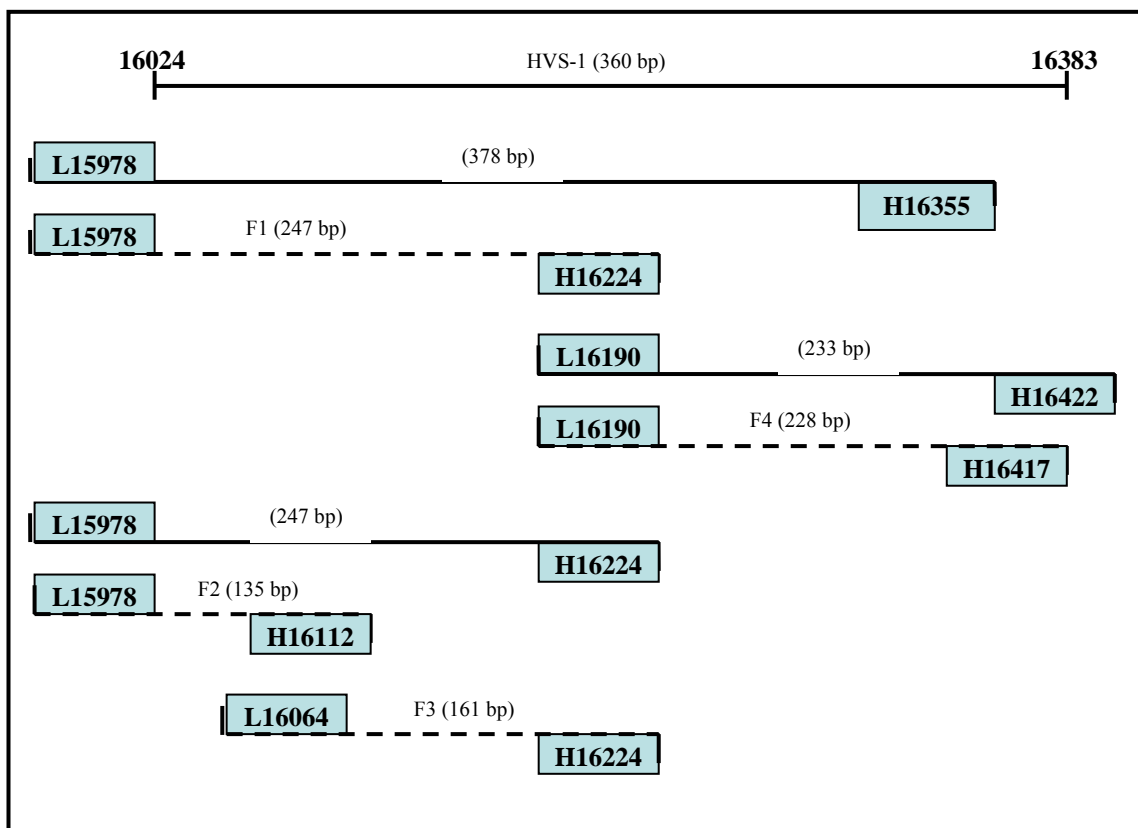 16024 HVS-1 (360 bp) 16383
L15978 (378 bp) H16355
L15978 F1 (247 bp) H16224
L16190 (233 bp) H16422
L16190 F4 (228 bp) H16417
L15978 (247 bp) H16224
L15978 F2 (135 bp) H16112
L16064 F3 (161 bp) H16224